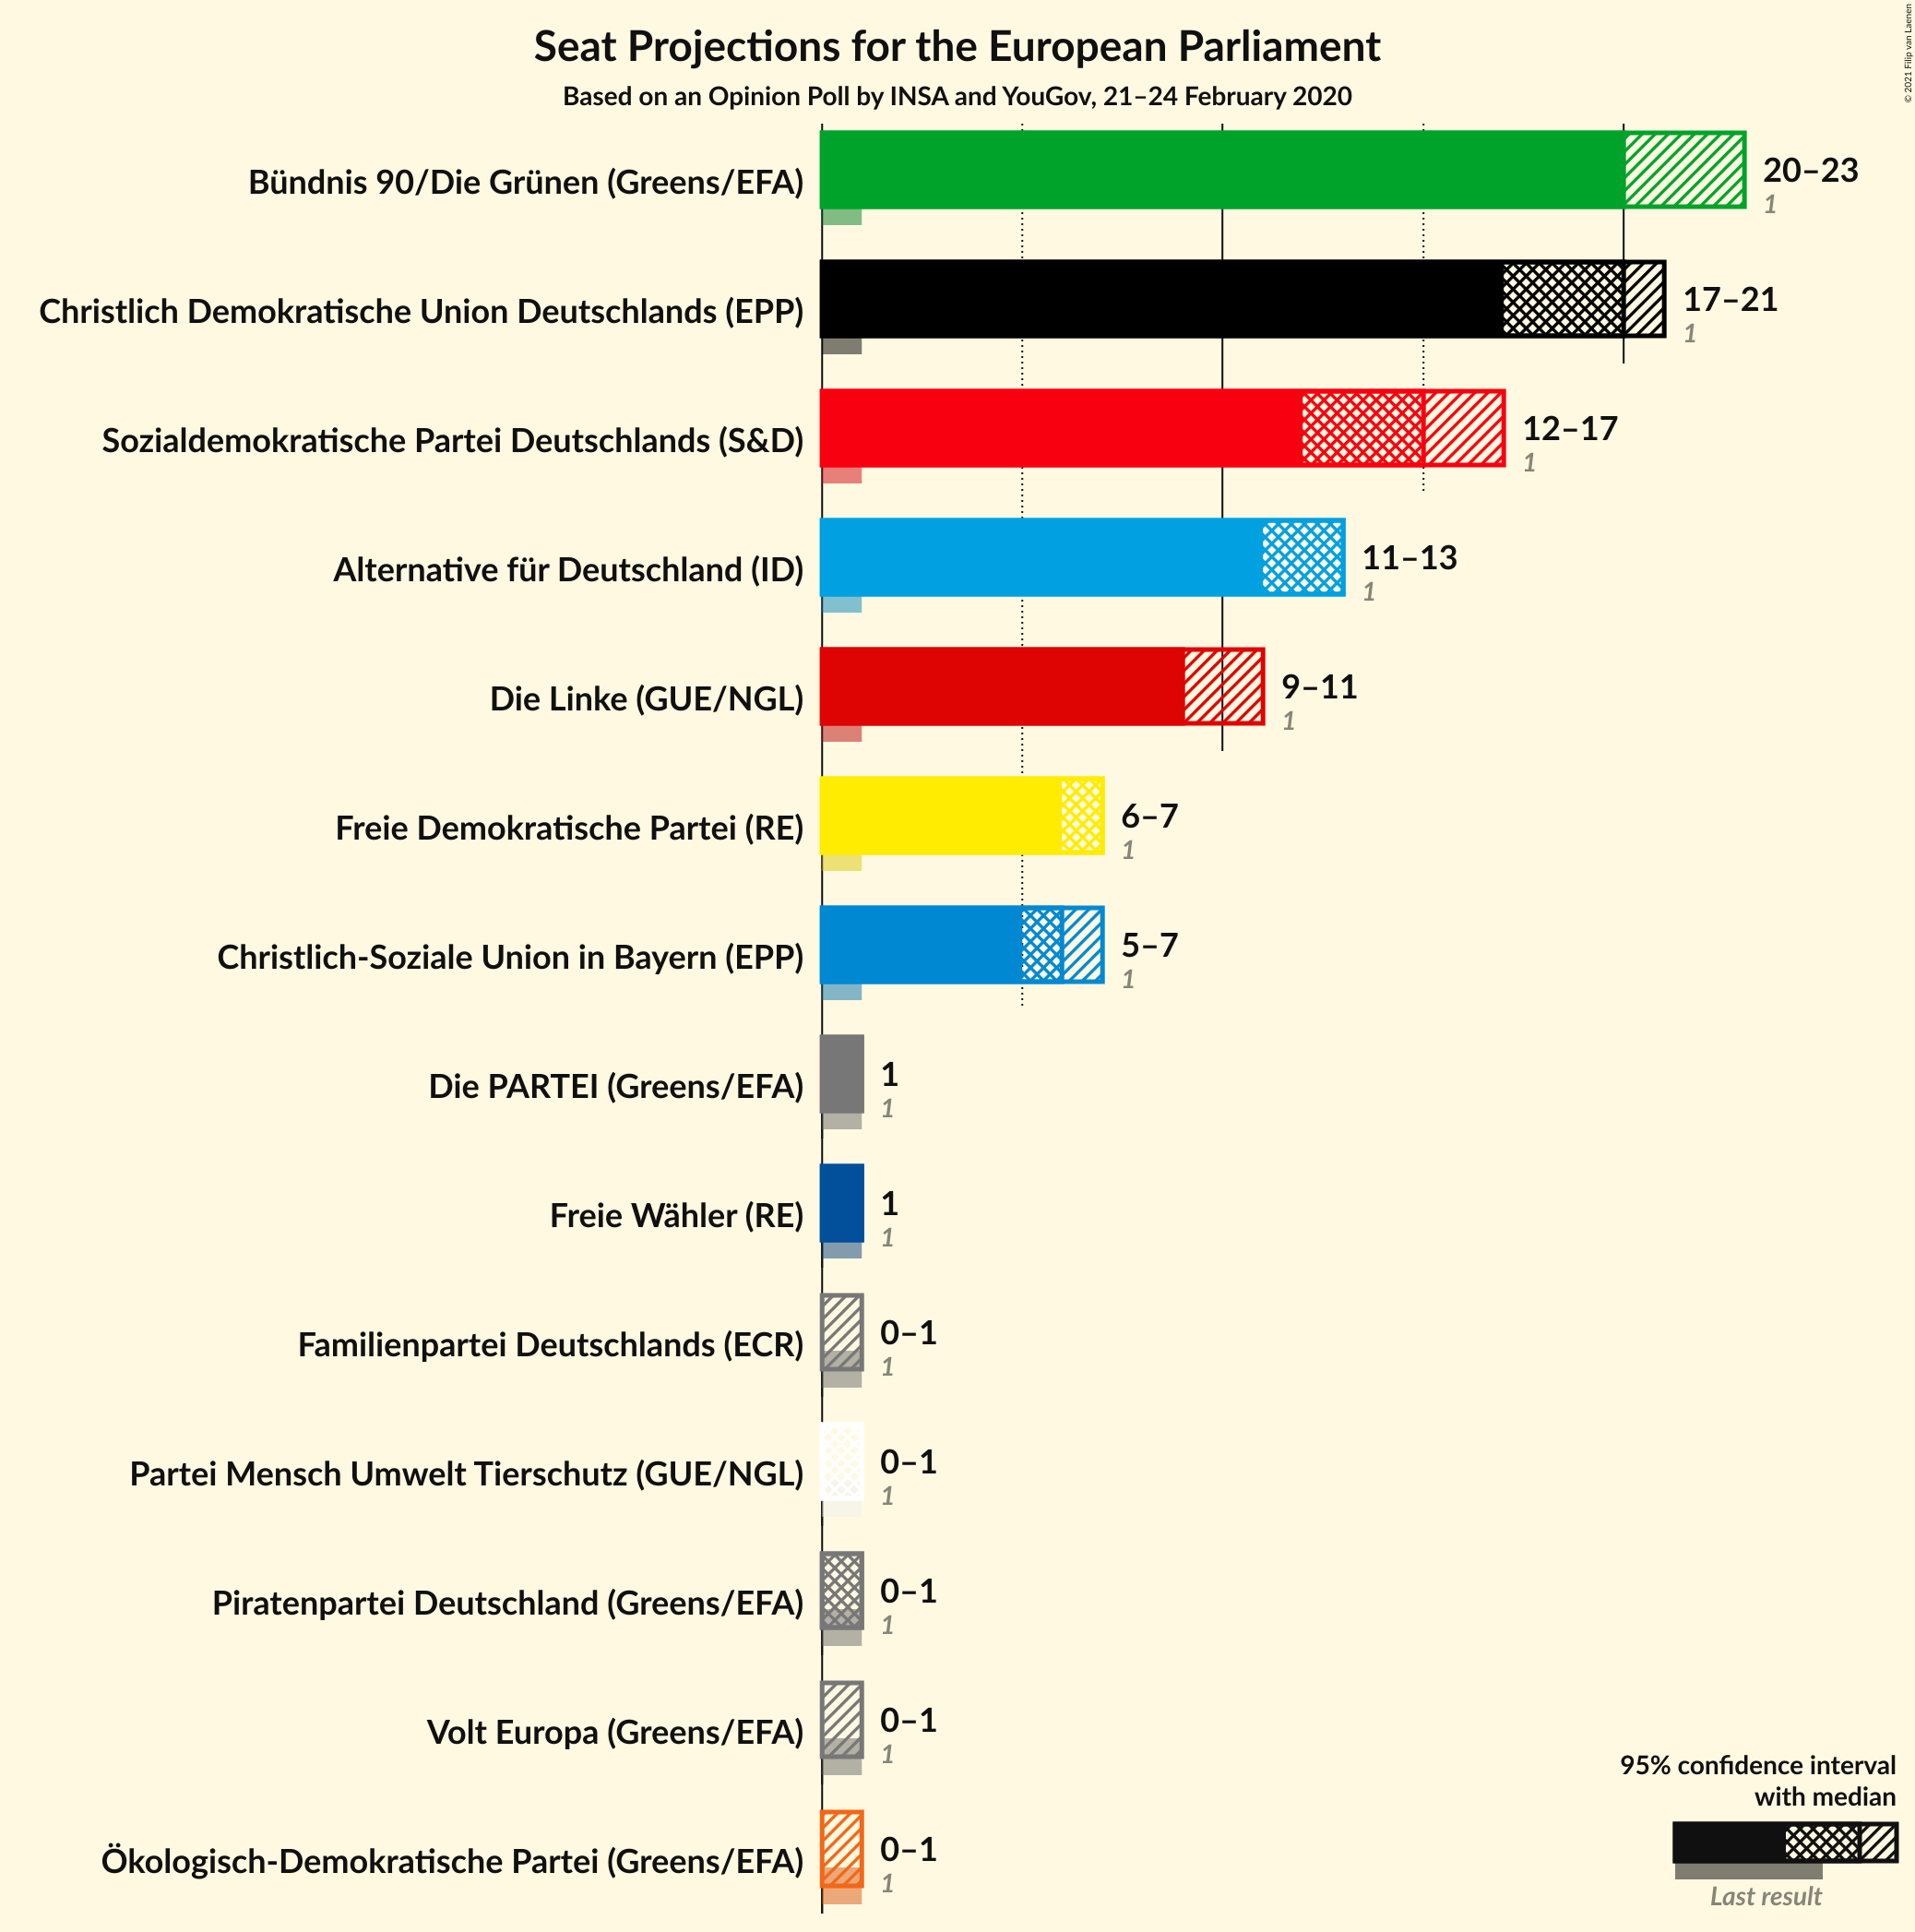 Seat Projections for the European Parliament
Based on an Opinion Poll by INSA and YouGov, 21–24 February 2020
© 2021 Filip van Laenen
Bündnis 90/Die Grünen (Greens/EFA)
20–23
1
Christlich Demokratische Union Deutschlands (EPP)
17–21
1
Sozialdemokratische Partei Deutschlands (S&D)
12–17
1
Alternative für Deutschland (ID)
11–13
1
Die Linke (GUE/NGL)
9–11
1
Freie Demokratische Partei (RE)
6–7
1
Christlich-Soziale Union in Bayern (EPP)
5–7
1
Die PARTEI (Greens/EFA)
1
1
Freie Wähler (RE)
1
1
Familienpartei Deutschlands (ECR)
0–1
1
Partei Mensch Umwelt Tierschutz (GUE/NGL)
0–1
1
Piratenpartei Deutschland (Greens/EFA)
0–1
1
Volt Europa (Greens/EFA)
0–1
1
Ökologisch-Demokratische Partei (Greens/EFA)
0–1
1
95% confidence interval
with median
Last result